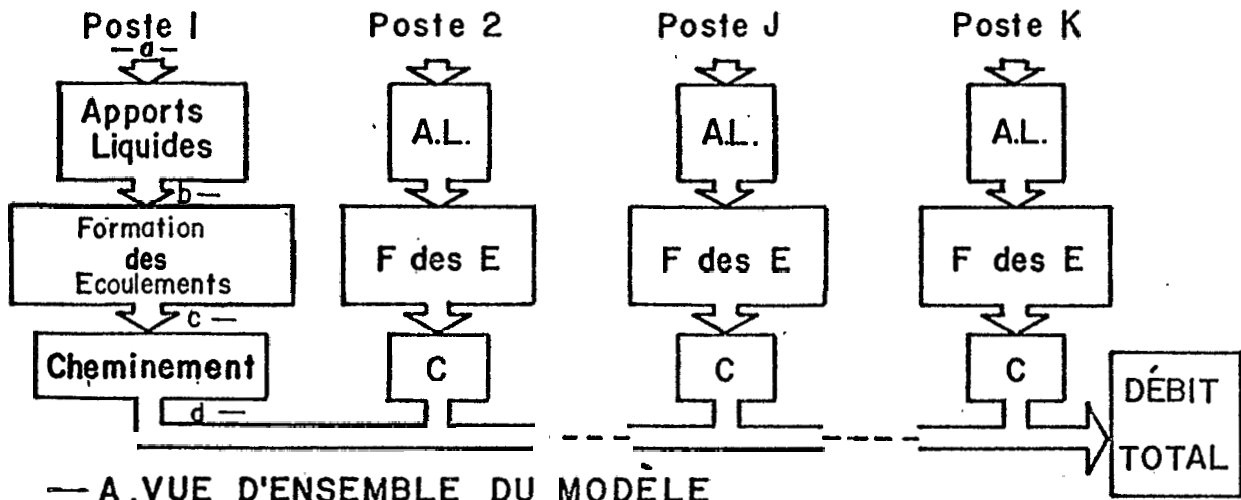 Poste 1 Poste 2 Poste J Poste K
— a —
Apports
Liquides
A.L. A.L. A.L.
b —
Formation
des
Ecoulements
F des E F des E F des E
c —
Cheminement C C C
d —
DÉBIT
TOTAL
— A . VUE D'ENSEMBLE DU MODÈLE